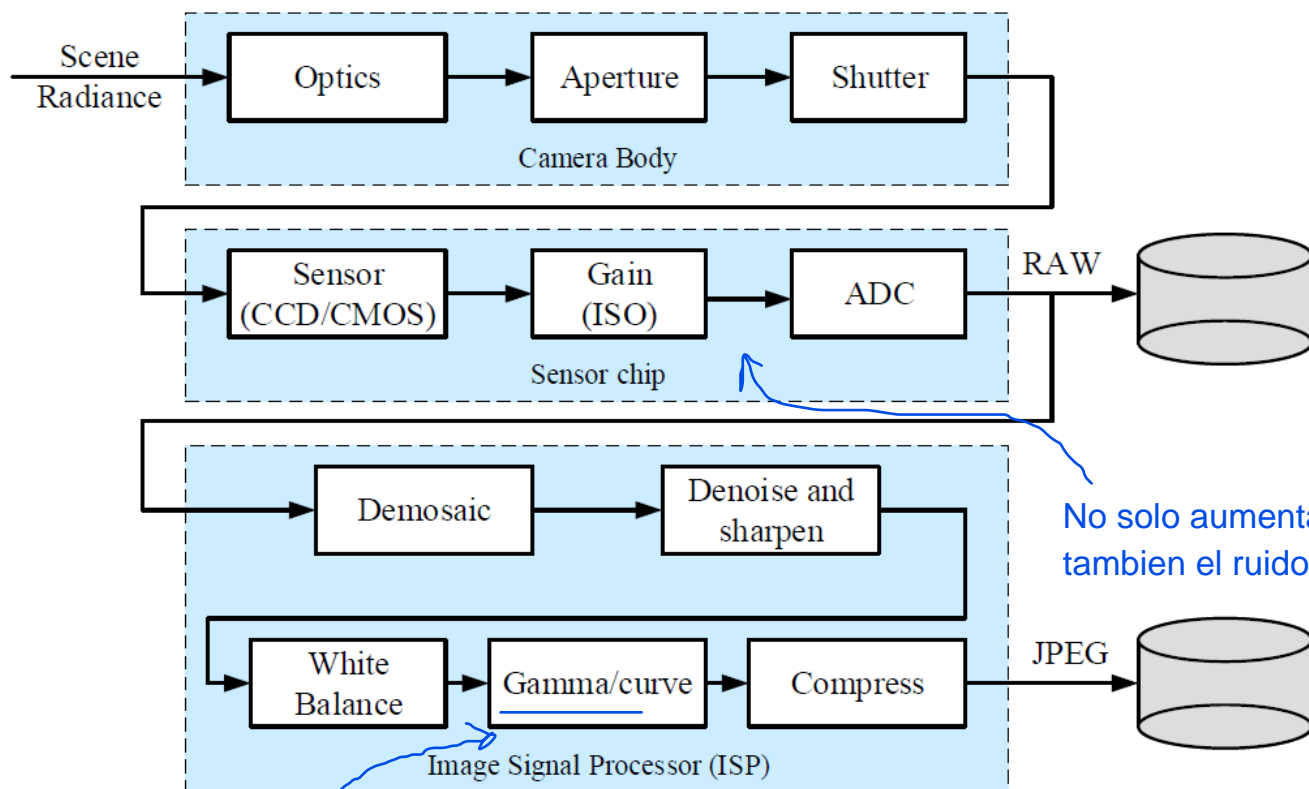 Scene
Radiance
Optics
Aperture
Shutter
Camera Body
Sensor
(CCD/CMOS)
Gain
(ISO)
ADC
RAW
Sensor chip
Demosaic
Denoise and
sharpen
No solo aumenta
tambien el ruido
White
Balance
Gamma/curve
Compress
JPEG
Image Signal Processor (ISP)